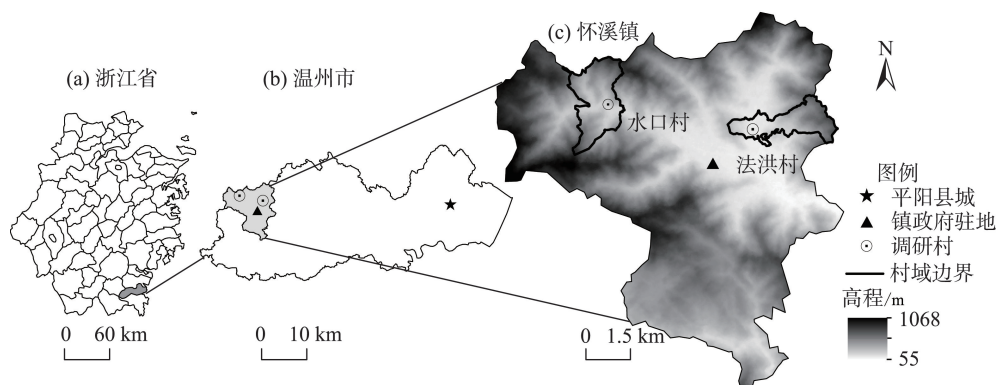 (a) 浙江省
(b) 温州市
(c) 怀溪镇
N
水口村
法洪村
图例
平阳县城
镇政府驻地
调研村
村域边界
高程/m
1068
55
0 60 km
0 10 km
0 1.5 km